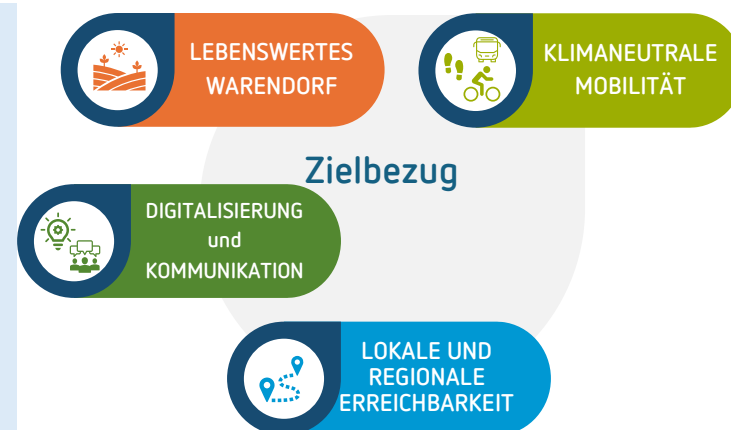 LEBENSWERTES
WARENDORF
KLIMANEUTRALE
MOBILITÄT
Zielbezug
DIGITALISIERUNG
und
KOMMUNIKATION
LOKALE UND
REGIONALE
ERREICHBARKEIT